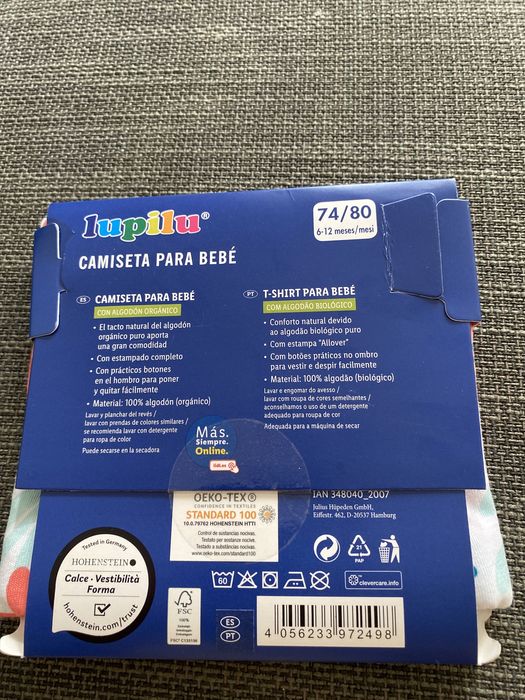 lupilu®
74/80
6-12 meses/mesi
CAMISETA PARA BEBÉ
ES CAMISETA PARA BEBÉ
CON ALGODÓN ORGÁNICO
• El tacto natural del algodón
orgánico puro aporta
una gran comodidad
• Con estampado completo
• Con prácticos botones
en el hombro para poner
y quitar fácilmente
• Material: 100% algodón (orgánico)
Lavar y planchar del revés /
lavar con prendas de colores similares /
se recomienda lavar con detergente
para ropa de color
Puede secarse en la secadora
PT T-SHIRT PARA BEBÉ
COM ALGODÃO BIOLÓGICO
• Conforto natural devido
ao algodão biológico puro
• Com estampa "Allover"
• Com botões práticos no ombro
para vestir e despir facilmente
• Material: 100% algodão (biológico)
Lavar e engomar do avesso /
lavar com roupa de cores semelhantes /
aconselhamos o uso de um detergente
adequado para roupa de cor
Adequada para a máquina de secar
Más.
Siempre.
Online.
lidl.es
OEKO-TEX®
CONFIDENCE IN TEXTILES
STANDARD 100
10.0.79762 HOHENSTEIN HTTI
Control de sustancias nocivas.
Testado por sustanze nocive.
Testado a substâncias nocivas.
www.oeko-tex.com/standard100
IAN 348040_2007
Julius Hüpeden GmbH,
Eiffestr. 462, D-20537 Hamburg
21
PAP
Tested in Germany
HOHENSTEIN
Calce • Vestibilità
Forma
hohenstein.com/trust
60
clevercare.info
FSC
100%
ES
PT
4 056233 972498